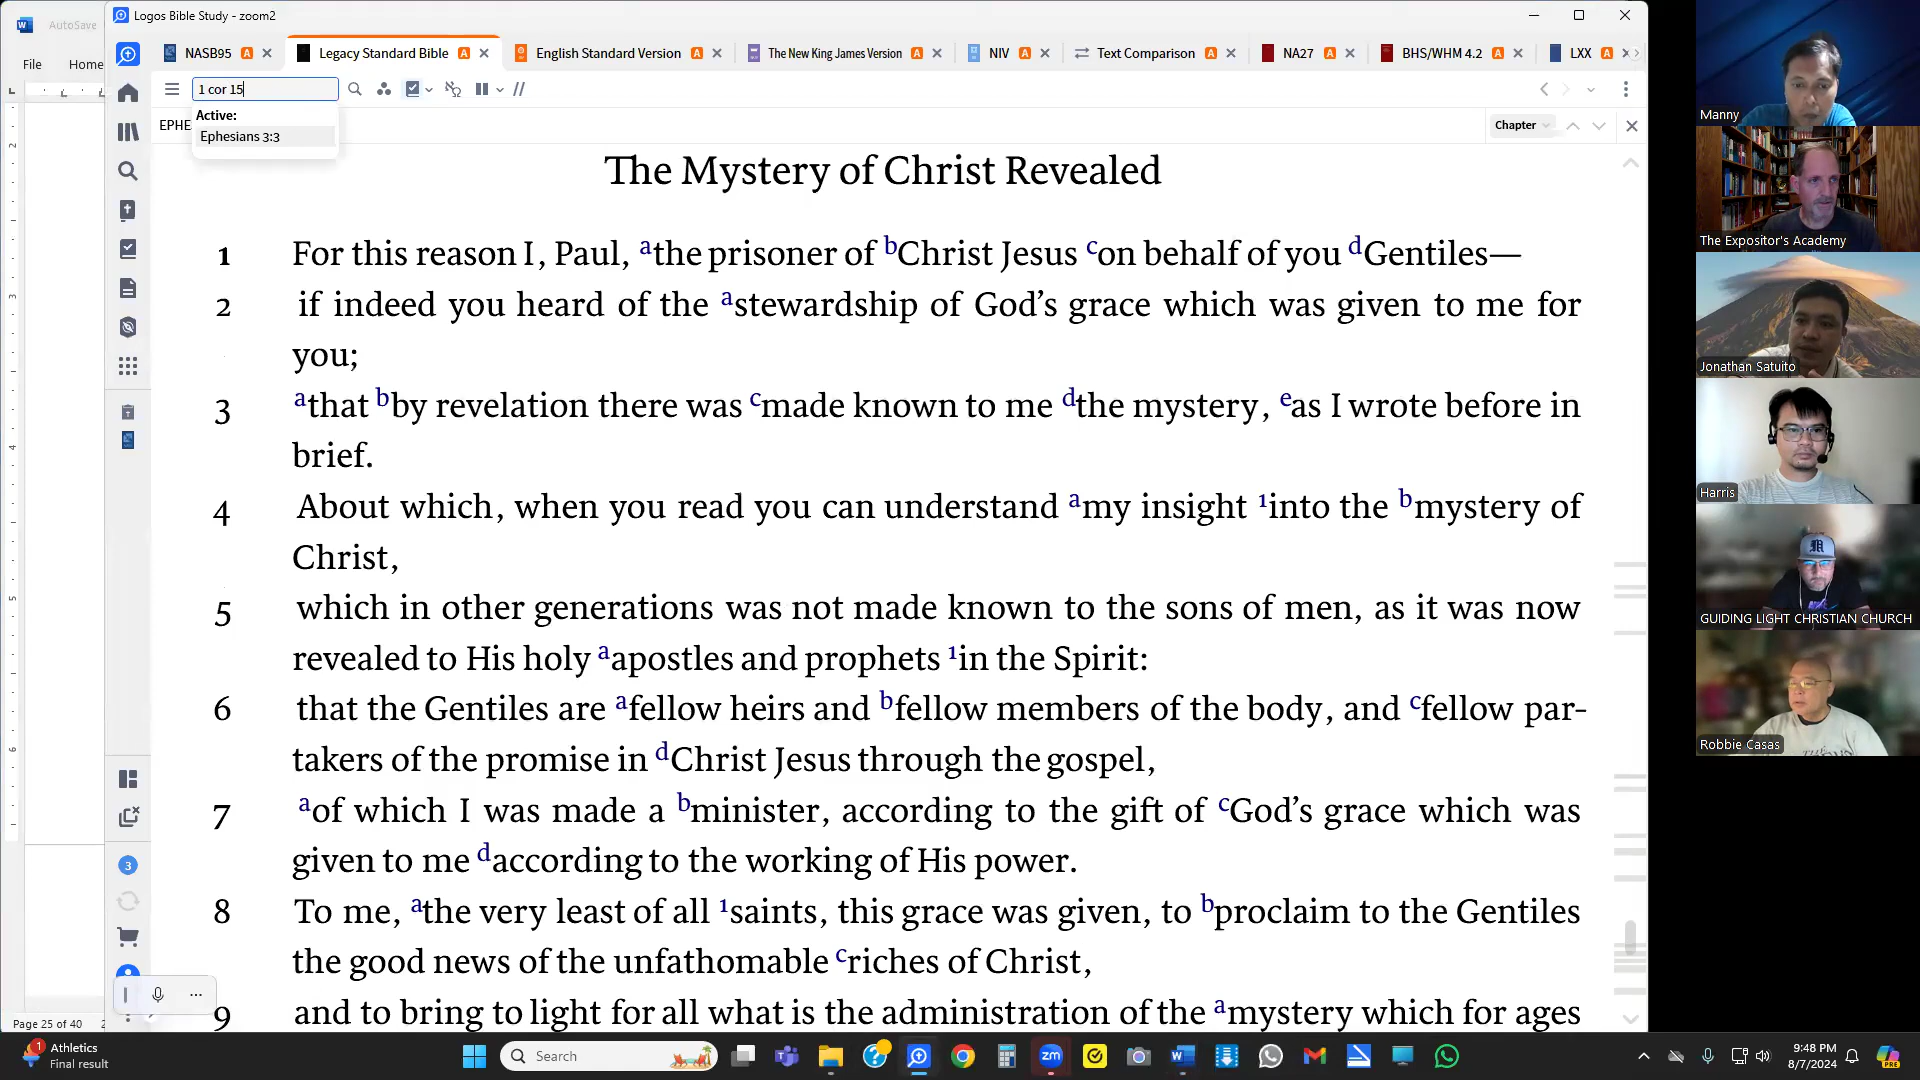 AutoSave
File
Home
Page 25 of 40
Logos Bible Study - zoom2
NASB95 A
Legacy Standard Bible A
English Standard Version A
The New King James Version A
NIV A
Text Comparison A
NA27 A
BHS/WHM 4.2 A
LXX A
1 cor 15
Active:
Ephesians 3:3
EPHE
Chapter
The Mystery of Christ Revealed
1 For this reason I, Paul, ᵃthe prisoner of ᵇChrist Jesus ᶜon behalf of you ᵈGentiles—
2 if indeed you heard of the ᵃstewardship of God’s grace which was given to me for
you;
3 ᵃthat ᵇby revelation there was ᶜmade known to me ᵈthe mystery, ᵉas I wrote before in
brief.
4 About which, when you read you can understand ᵃmy insight ¹into the ᵇmystery of
Christ,
5 which in other generations was not made known to the sons of men, as it was now
revealed to His holy ᵃapostles and prophets ¹in the Spirit:
6 that the Gentiles are ᵃfellow heirs and ᵇfellow members of the body, and ᶜfellow par-
takers of the promise in ᵈChrist Jesus through the gospel,
7 ᵃof which I was made a ᵇminister, according to the gift of ᶜGod’s grace which was
given to me ᵈaccording to the working of His power.
8 To me, ᵃthe very least of all ¹saints, this grace was given, to ᵇproclaim to the Gentiles
the good news of the unfathomable ᶜriches of Christ,
9 and to bring to light for all what is the administration of the ᵃmystery which for ages
3
Manny
The Expositor's Academy
Jonathan Satuito
Harris
GUIDING LIGHT CHRISTIAN CHURCH
Robbie Casas
1
Athletics
Final result
Search
zm
9:48 PM
8/7/2024
PRE